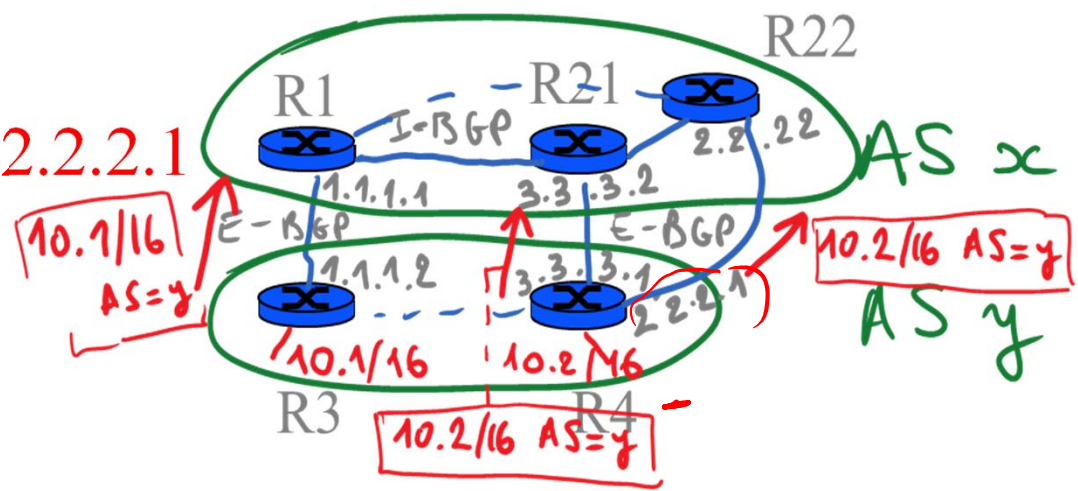 R22
R21
R1
I-BGP
2.2.2.1
2.2 .22
AS x
1.1.1.1
3.3 .3.2
10.1/16
AS=y
E-BGP
E-BGP
10.2/16 AS=y
1.1.1.2
3.3.3.1
2 2.2.1
AS y
10.1/16
10.2/16
R3
R4
10.2/16 AS=y